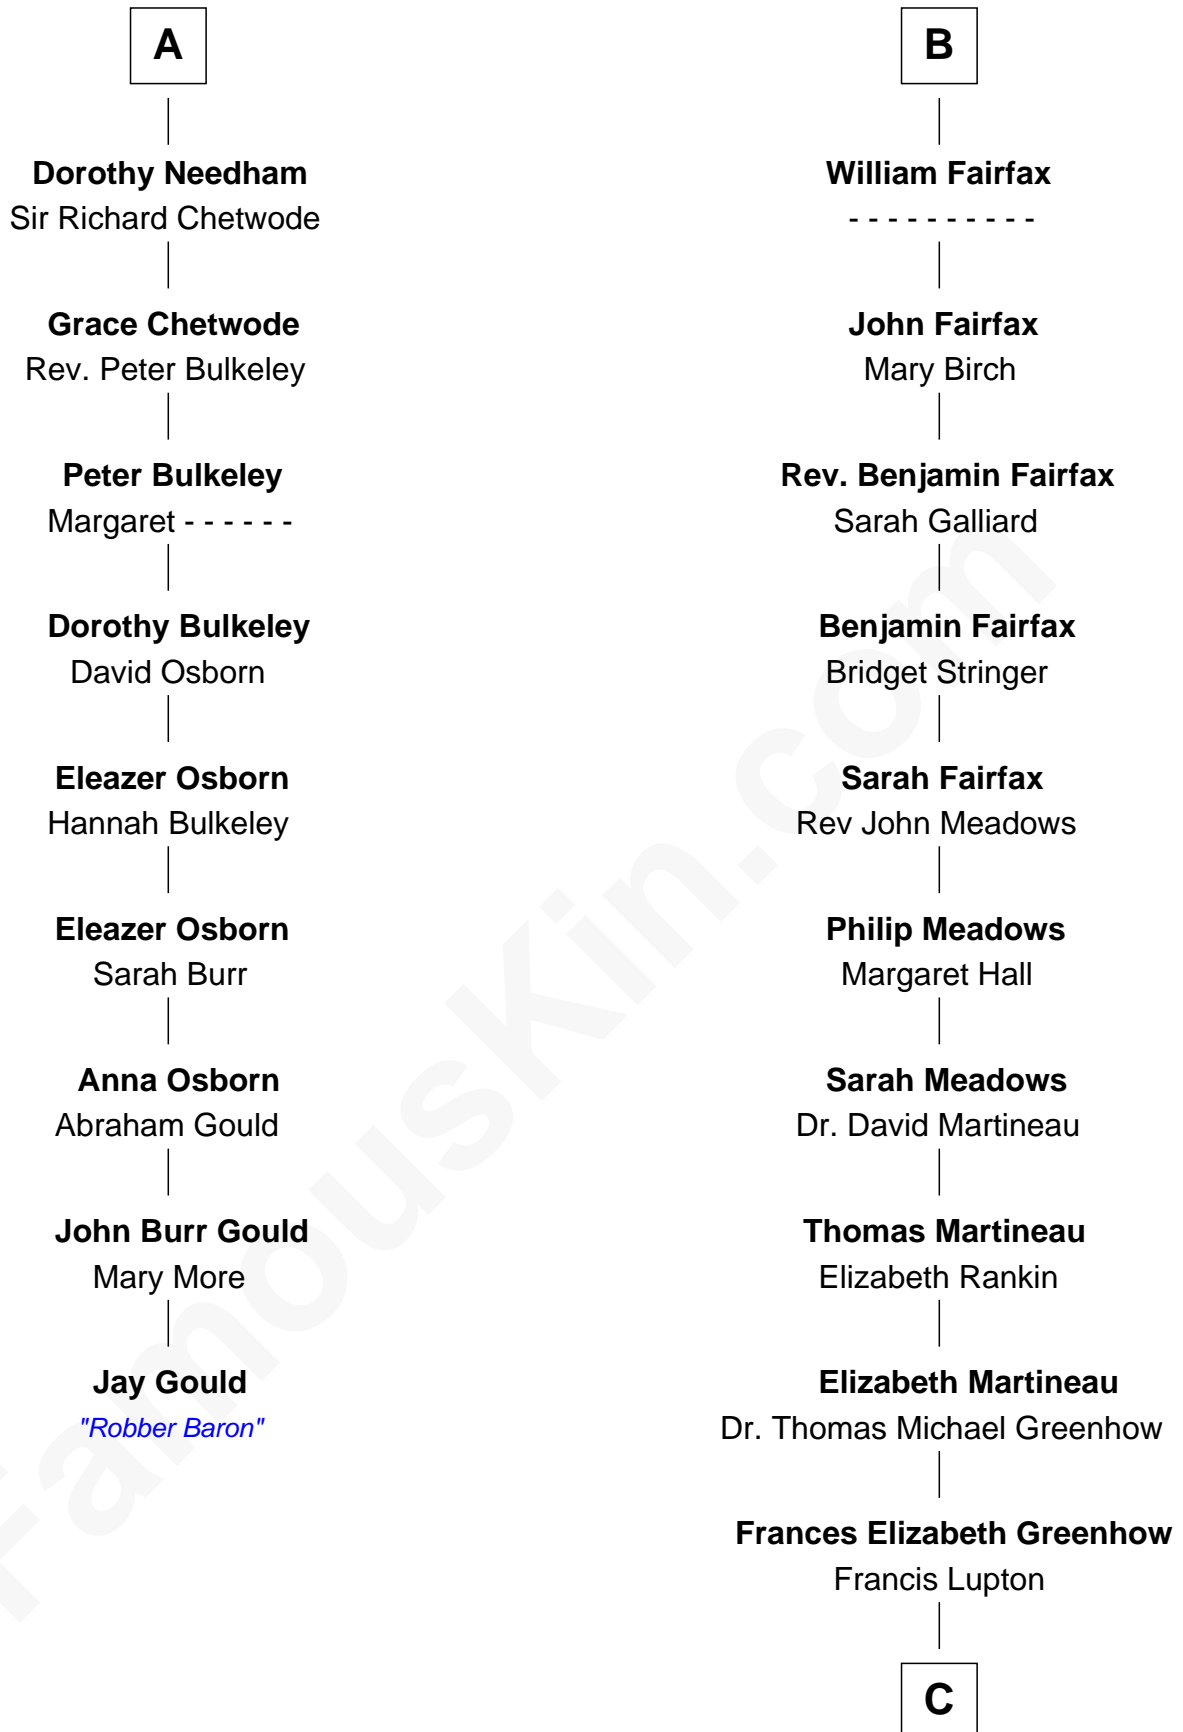 A
Dorothy Needham
Sir Richard Chetwode
Grace Chetwode
Rev. Peter Bulkeley
Peter Bulkeley
Margaret - - - - - -
Dorothy Bulkeley
David Osborn
Eleazer Osborn
Hannah Bulkeley
Eleazer Osborn
Sarah Burr
Anna Osborn
Abraham Gould
John Burr Gould
Mary More
Jay Gould
"Robber Baron"
B
William Fairfax
- - - - - - - - - -
John Fairfax
Mary Birch
Rev. Benjamin Fairfax
Sarah Galliard
Benjamin Fairfax
Bridget Stringer
Sarah Fairfax
Rev John Meadows
Philip Meadows
Margaret Hall
Sarah Meadows
Dr. David Martineau
Thomas Martineau
Elizabeth Rankin
Elizabeth Martineau
Dr. Thomas Michael Greenhow
Frances Elizabeth Greenhow
Francis Lupton
C
FamousKin.com